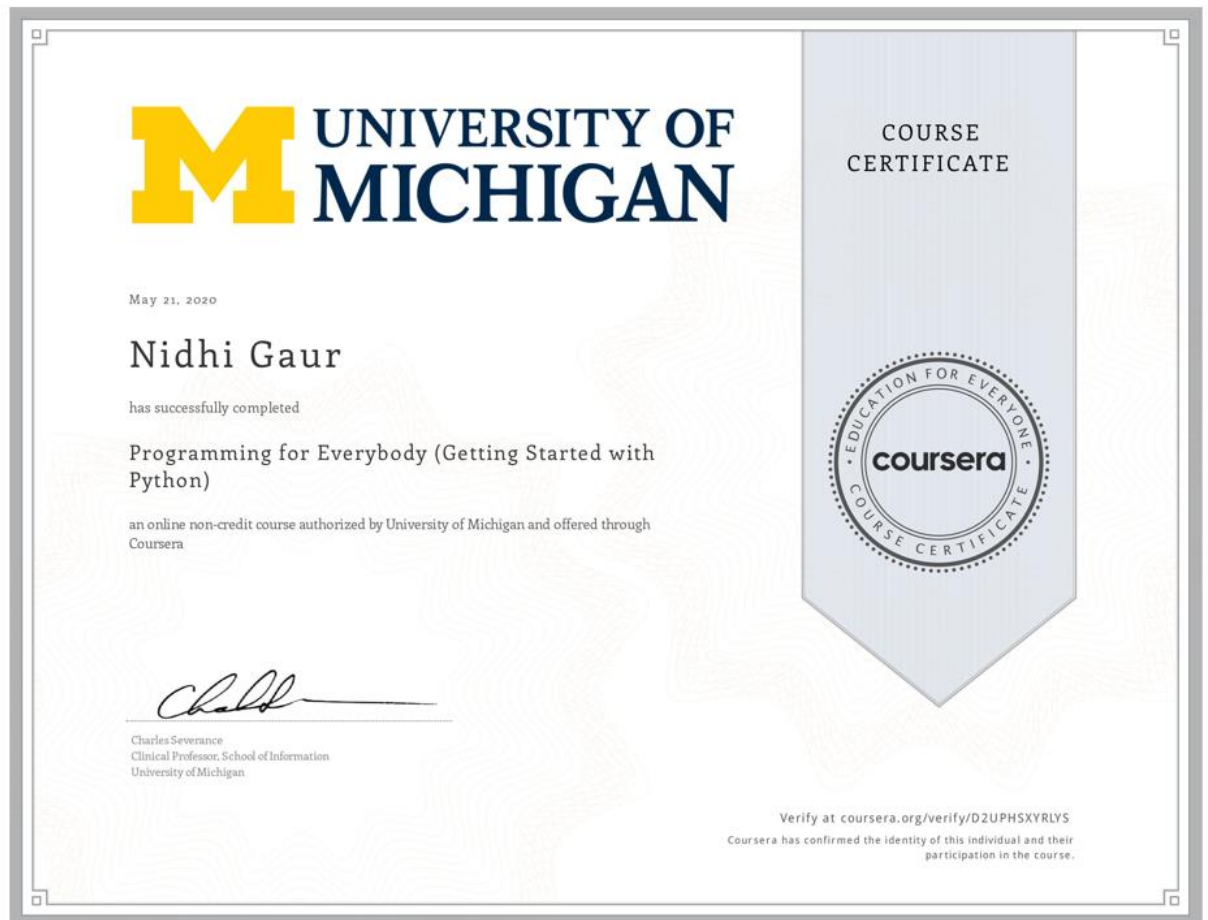 UNIVERSITY OF
MICHIGAN
COURSE
CERTIFICATE
May 21, 2020
Nidhi Gaur
has successfully completed
Programming for Everybody (Getting Started with
Python)
an online non-credit course authorized by University of Michigan and offered through
Coursera
EDUCATION FOR EVERYONE
coursera
COURSE CERTIFICATE
Charles Severance
Clinical Professor, School of Information
University of Michigan
Verify at coursera.org/verify/D2UPHSXYRLYS
Coursera has confirmed the identity of this individual and their
participation in the course.